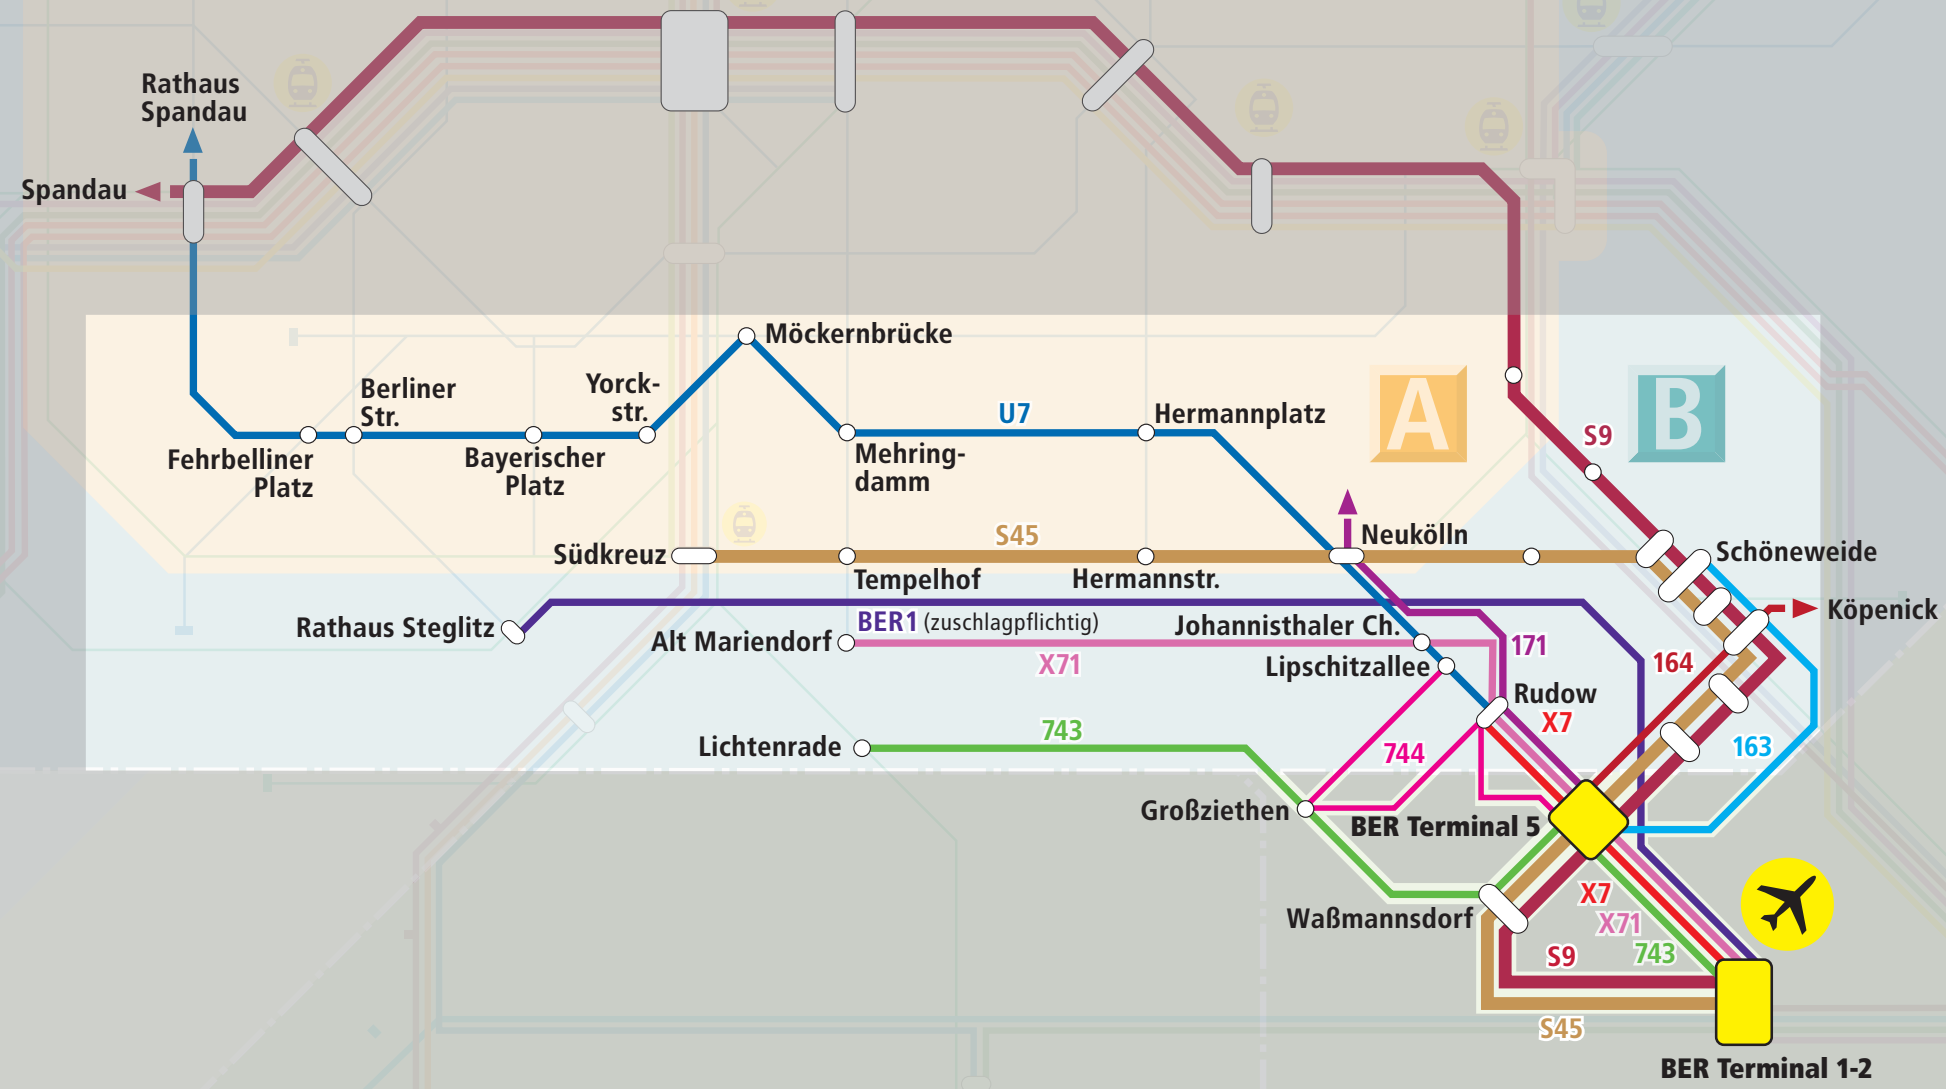 Rathaus
Spandau
Spandau
Möckernbrücke
Berliner
Str.
Yorck-
str.
U7
Hermannplatz
A
B
S9
Fehrbelliner
Platz
Bayerischer
Platz
Mehring-
damm
S45
Neukölln
Südkreuz
Tempelhof
Hermannstr.
Schöneweide
Köpenick
Rathaus Steglitz
BER1 (zuschlagpflichtig)
Johannisthaler Ch.
Alt Mariendorf
X71
171
164
Lipschitzallee
Rudow
X7
743
Lichtenrade
744
163
Großziethen
BER Terminal 5
Waßmannsdorf
X7
X71
743
S9
S45
BER Terminal 1-2